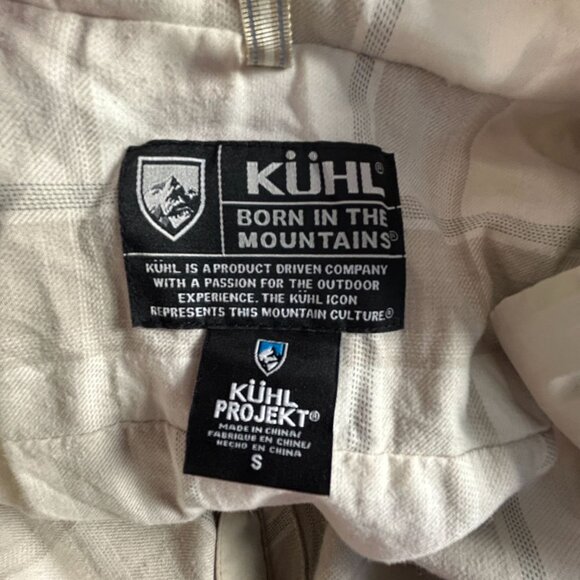 KÜHL®
BORN IN THE
MOUNTAINS®
KÜHL IS A PRODUCT DRIVEN COMPANY
WITH A PASSION FOR THE OUTDOOR
EXPERIENCE. THE KÜHL ICON
REPRESENTS THIS MOUNTAIN CULTURE.®
KÜHL
PROJEKT®
MADE IN CHINA/
FABRIQUE EN CHINE/
HECHO EN CHINA
S